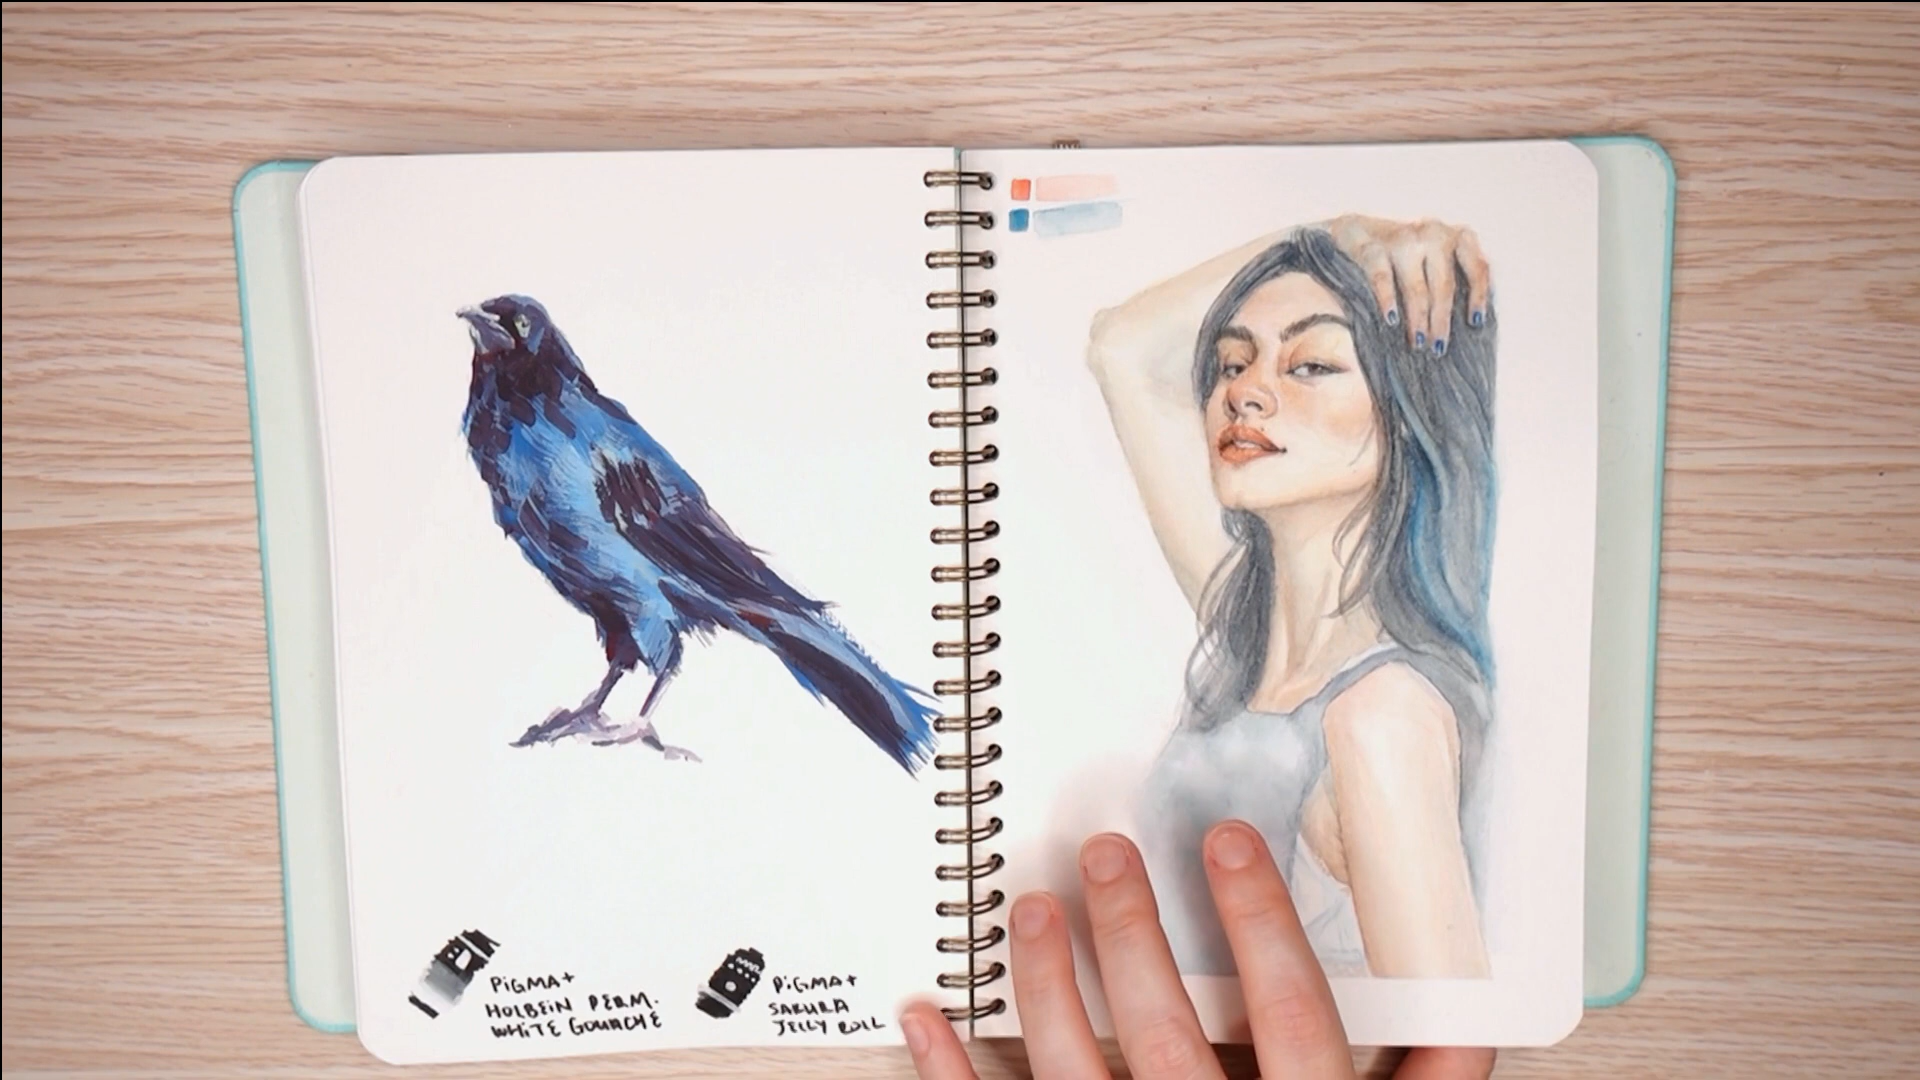 PiGMA+
HOLBEiN PERM.
WHiTE GOUACHE
PiGMA+
SAKURA
JELLY ROLL